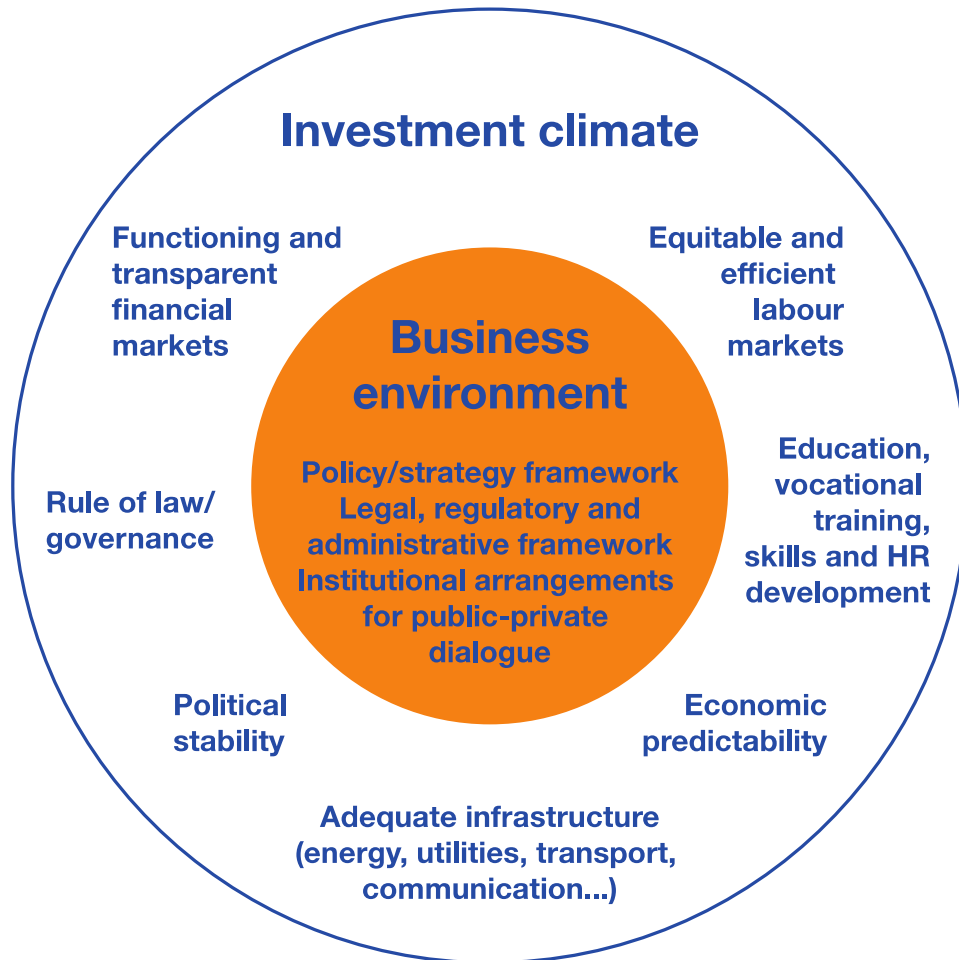 Investment climate
Functioning and
transparent
financial
markets
Equitable and
efficient
labour
markets
Business
environment
Policy/strategy framework
Legal, regulatory and
administrative framework
Institutional arrangements
for public-private
dialogue
Rule of law/
governance
Education,
vocational
training,
skills and HR
development
Political
stability
Economic
predictability
Adequate infrastructure
(energy, utilities, transport,
communication...)